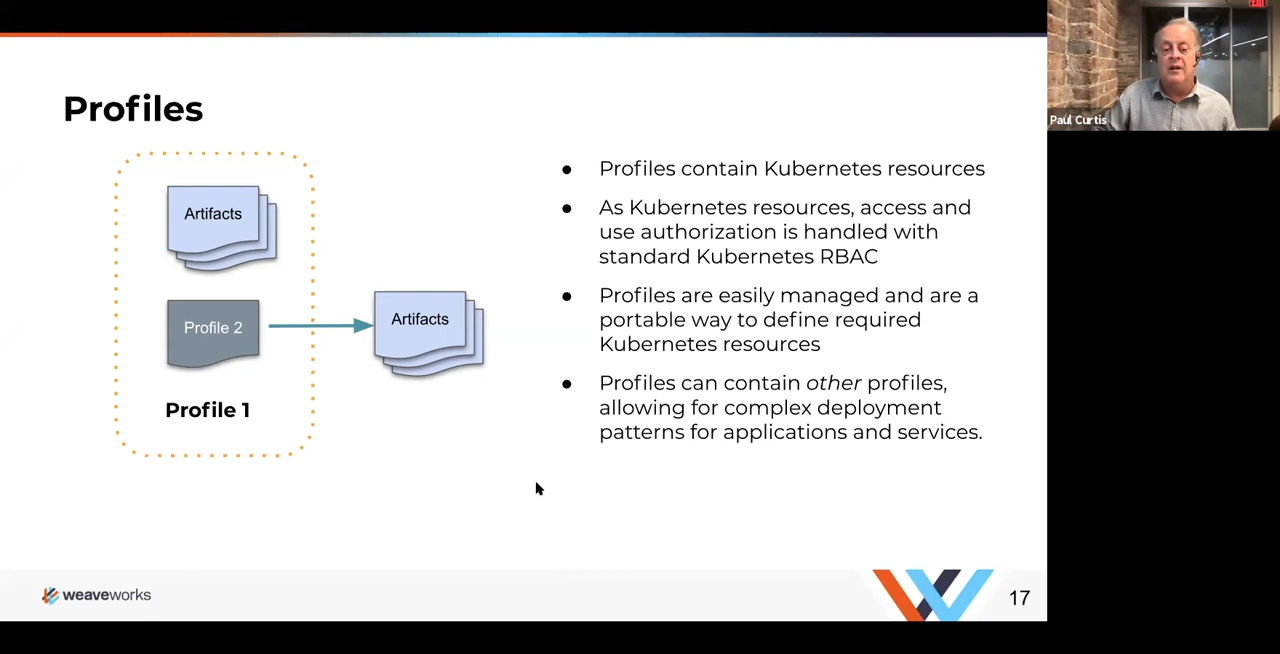 Profiles
Artifacts
Profile 2
Artifacts
Profile 1
● Profiles contain Kubernetes resources
● As Kubernetes resources, access and
use authorization is handled with
standard Kubernetes RBAC
● Profiles are easily managed and are a
portable way to define required
Kubernetes resources
● Profiles can contain other profiles,
allowing for complex deployment
patterns for applications and services.
weaveworks
17
EXIT
Paul Curtis